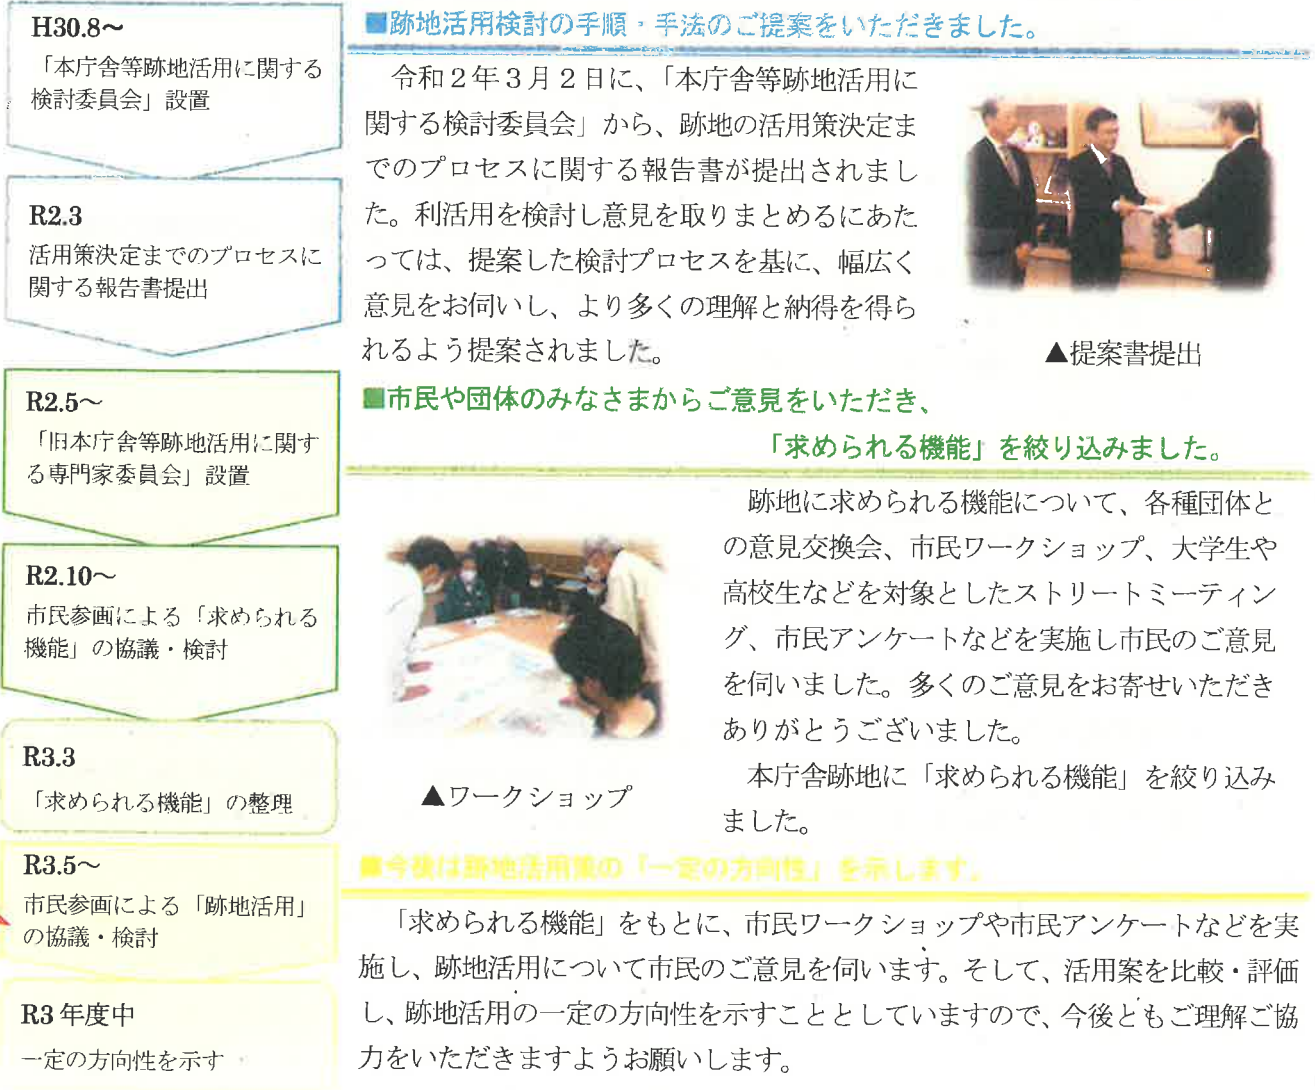 H30.8～
「本庁舎等跡地活用に関する
検討委員会」設置
R2.3
活用策決定までのプロセスに
関する報告書提出
R2.5～
「旧本庁舎等跡地活用に関す
る専門家委員会」設置
R2.10～
市民参画による「求められる
機能」の協議・検討
R3.3
「求められる機能」の整理
R3.5～
市民参画による「跡地活用」
の協議・検討
R3 年度中
一定の方向性を示す
■跡地活用検討の手順・手法のご提案をいただきました。
令和２年３月２日に、「本庁舎等跡地活用に
関する検討委員会」から、跡地の活用策決定ま
でのプロセスに関する報告書が提出されまし
た。利活用を検討し意見を取りまとめるにあた
っては、提案した検討プロセスを基に、幅広く
意見をお伺いし、より多くの理解と納得を得ら
れるよう提案されました。
▲提案書提出
■市民や団体のみなさまからご意見をいただき、
「求められる機能」を絞り込みました。
跡地に求められる機能について、各種団体と
の意見交換会、市民ワークショップ、大学生や
高校生などを対象としたストリートミーティン
グ、市民アンケートなどを実施し市民のご意見
を伺いました。多くのご意見をお寄せいただき
ありがとうございました。
本庁舎跡地に「求められる機能」を絞り込み
ました。
▲ワークショップ
■今後は跡地活用策の「一定の方向性」を示します。
「求められる機能」をもとに、市民ワークショップや市民アンケートなどを実
施し、跡地活用について市民のご意見を伺います。そして、活用案を比較・評価
し、跡地活用の一定の方向性を示すこととしていますので、今後ともご理解ご協
力をいただきますようお願いします。